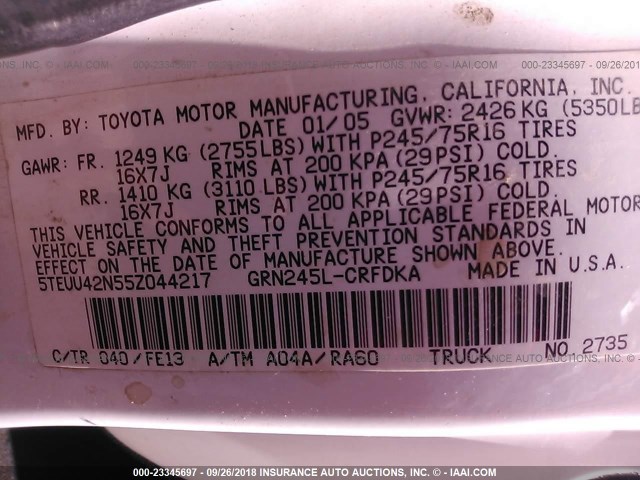 © COPART INC. - IAAI.COM
000-23345697 - 09/26/2018
MFD. BY: TOYOTA MOTOR MANUFACTURING, CALIFORNIA, INC.
DATE 01/05 GVWR: 2426 KG (5350LB
GAWR: FR. 1249 KG (2755LBS) WITH P245/75R16 TIRES
16X7J RIMS AT 200 KPA (29PSI) COLD.
RR. 1410 KG (3110 LBS) WITH P245/75R16 TIRES
16X7J RIMS AT 200 KPA (29PSI) COLD.
THIS VEHICLE CONFORMS TO ALL APPLICABLE FEDERAL MOTOR
VEHICLE SAFETY AND THEFT PREVENTION STANDARDS IN
EFFECT ON THE DATE OF MANUFACTURE SHOWN ABOVE.
5TEUU42N55Z044217 GRN245L-CRFDKA MADE IN U.S.A.
C/TR 040/FE13 A/TM A04A/RA60 TRUCK NO. 2735
000-23345697 - 09/26/2018 INSURANCE AUTO AUCTIONS, INC. - © IAAI.COM